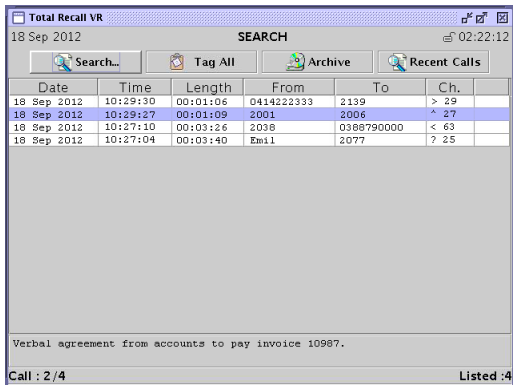 Total Recall VR
18 Sep 2012 SEARCH 02:22:12
Search... Tag All Archive Recent Calls
Date Time Length From To Ch.
18 Sep 2012 10:29:30 00:01:06 0414222333 2139 > 29
18 Sep 2012 10:29:27 00:01:09 2001 2006 ^ 27
18 Sep 2012 10:27:10 00:03:26 2038 0388790000 < 63
18 Sep 2012 10:27:04 00:03:40 Emil 2077 ? 25
Verbal agreement from accounts to pay invoice 10987.
Call : 2/4 Listed :4